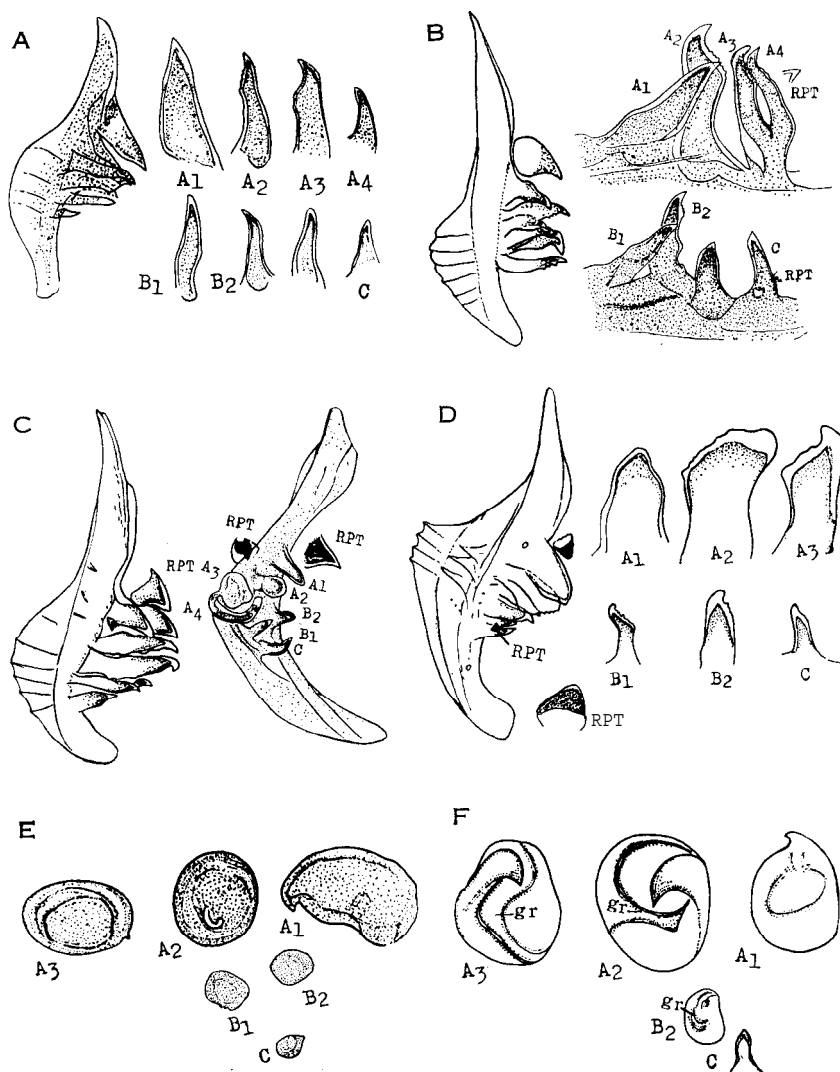 A
A1 A2 A3 A4
B1 B2 C
B
A2 A3 A4
A1 RPT
B2
B1 C
RPT
C
C
RPT RPT
RPT A3 A1
A4 A2
B2
B1
C
D
A1 A2 A3
RPT
B1 B2 C
RPT
E
A3 A2 A1
B1 B2
C
F
gr gr
A3 A2 A1
gr
B2
C